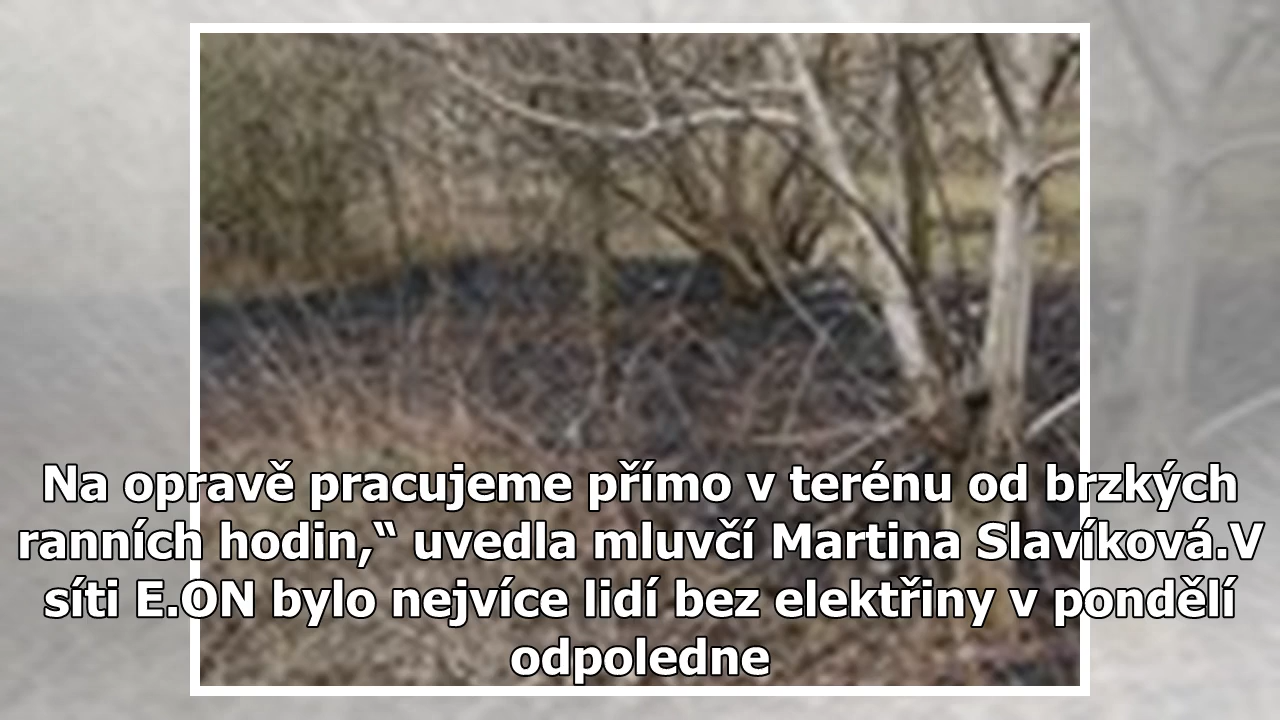 Na opravě pracujeme přímo v terénu od brzkých
ranních hodin,“ uvedla mluvčí Martina Slavíková.V
síti E.ON bylo nejvíce lidí bez elektřiny v pondělí
odpoledne